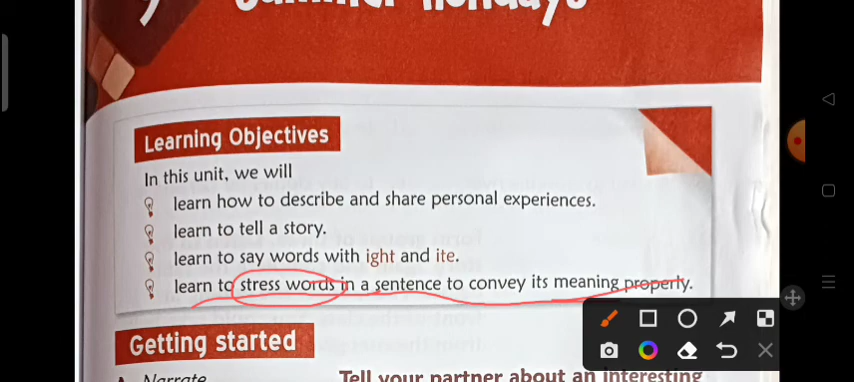 Summer Holidays
Learning Objectives
In this unit, we will
learn how to describe and share personal experiences.
learn to tell a story.
learn to say words with ight and ite.
learn to stress words in a sentence to convey its meaning properly.
Getting started
Narrate
Tell your partner about an interesting